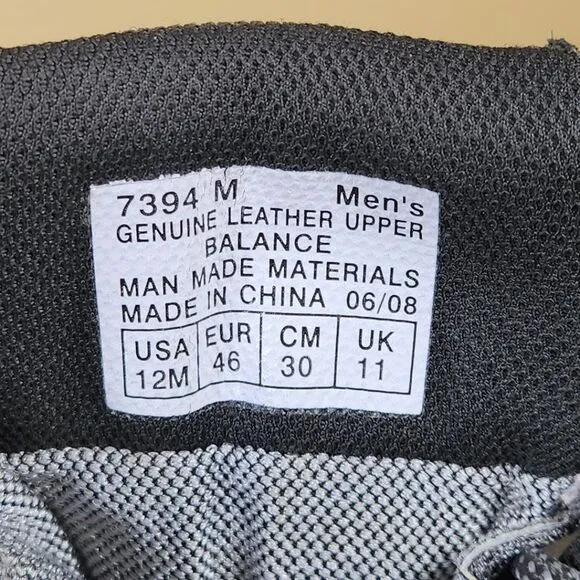 7394 M Men's
GENUINE LEATHER UPPER
BALANCE
MAN MADE MATERIALS
MADE IN CHINA 06/08
USA EUR CM UK
12M 46 30 11